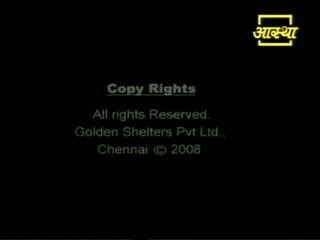 आस्था
Copy Rights
All rights Reserved.
Golden Shelters Pvt Ltd.,
Chennai © 2008